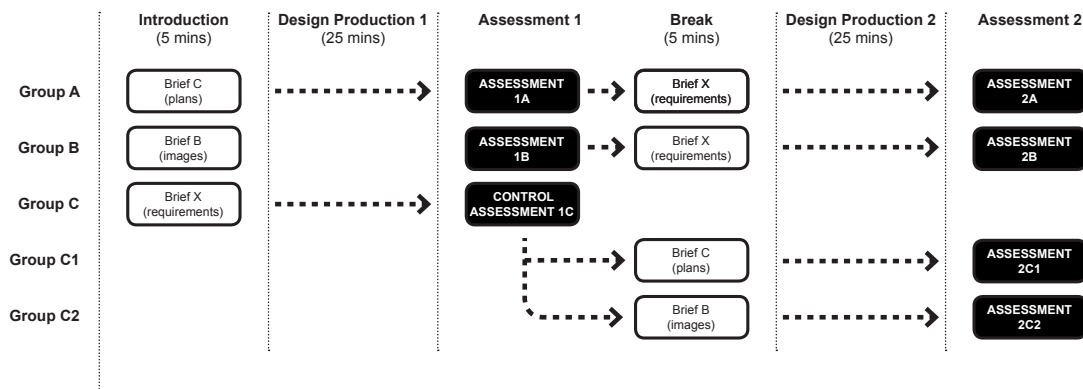 Introduction
(5 mins)
Design Production 1
(25 mins)
Assessment 1
Break
(5 mins)
Design Production 2
(25 mins)
Assessment 2
Group A
Brief C
(plans)
ASSESSMENT
1A
Brief X
(requirements)
ASSESSMENT
2A
Group B
Brief B
(images)
ASSESSMENT
1B
Brief X
(requirements)
ASSESSMENT
2B
Group C
Brief X
(requirements)
CONTROL
ASSESSMENT 1C
Group C1
Brief C
(plans)
ASSESSMENT
2C1
Group C2
Brief B
(images)
ASSESSMENT
2C2